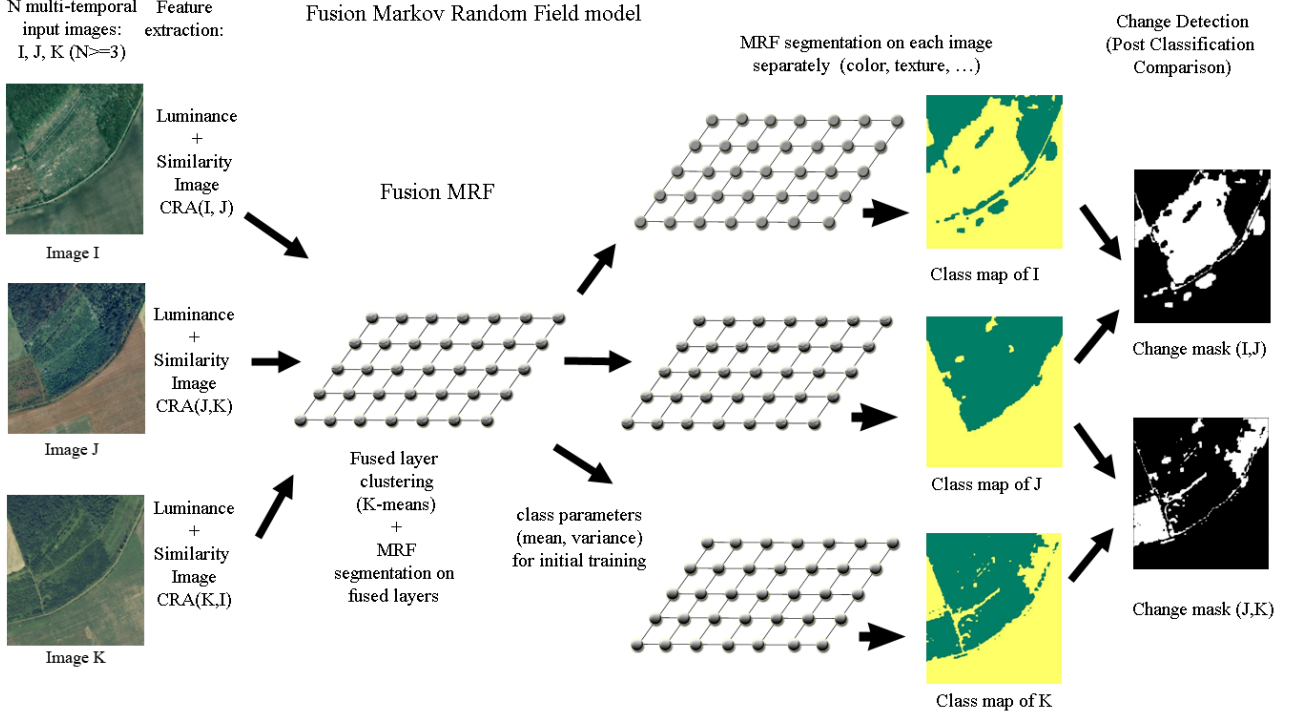 N multi-temporal
input images:
I, J, K (N>=3)
Feature
extraction:
Fusion Markov Random Field model
MRF segmentation on each image
separately (color, texture, …)
Change Detection
(Post Classification
Comparison)
Luminance
+
Similarity
Image
CRA(I, J)
Image I
Fusion MRF
Class map of I
Luminance
+
Similarity
Image
CRA(J,K)
Image J
Change mask (I,J)
Fused layer
clustering
(K-means)
+
MRF
segmentation on
fused layers
class parameters
(mean, variance)
for initial training
Class map of J
Luminance
+
Similarity
Image
CRA(K,I)
Image K
Change mask (J,K)
Class map of K